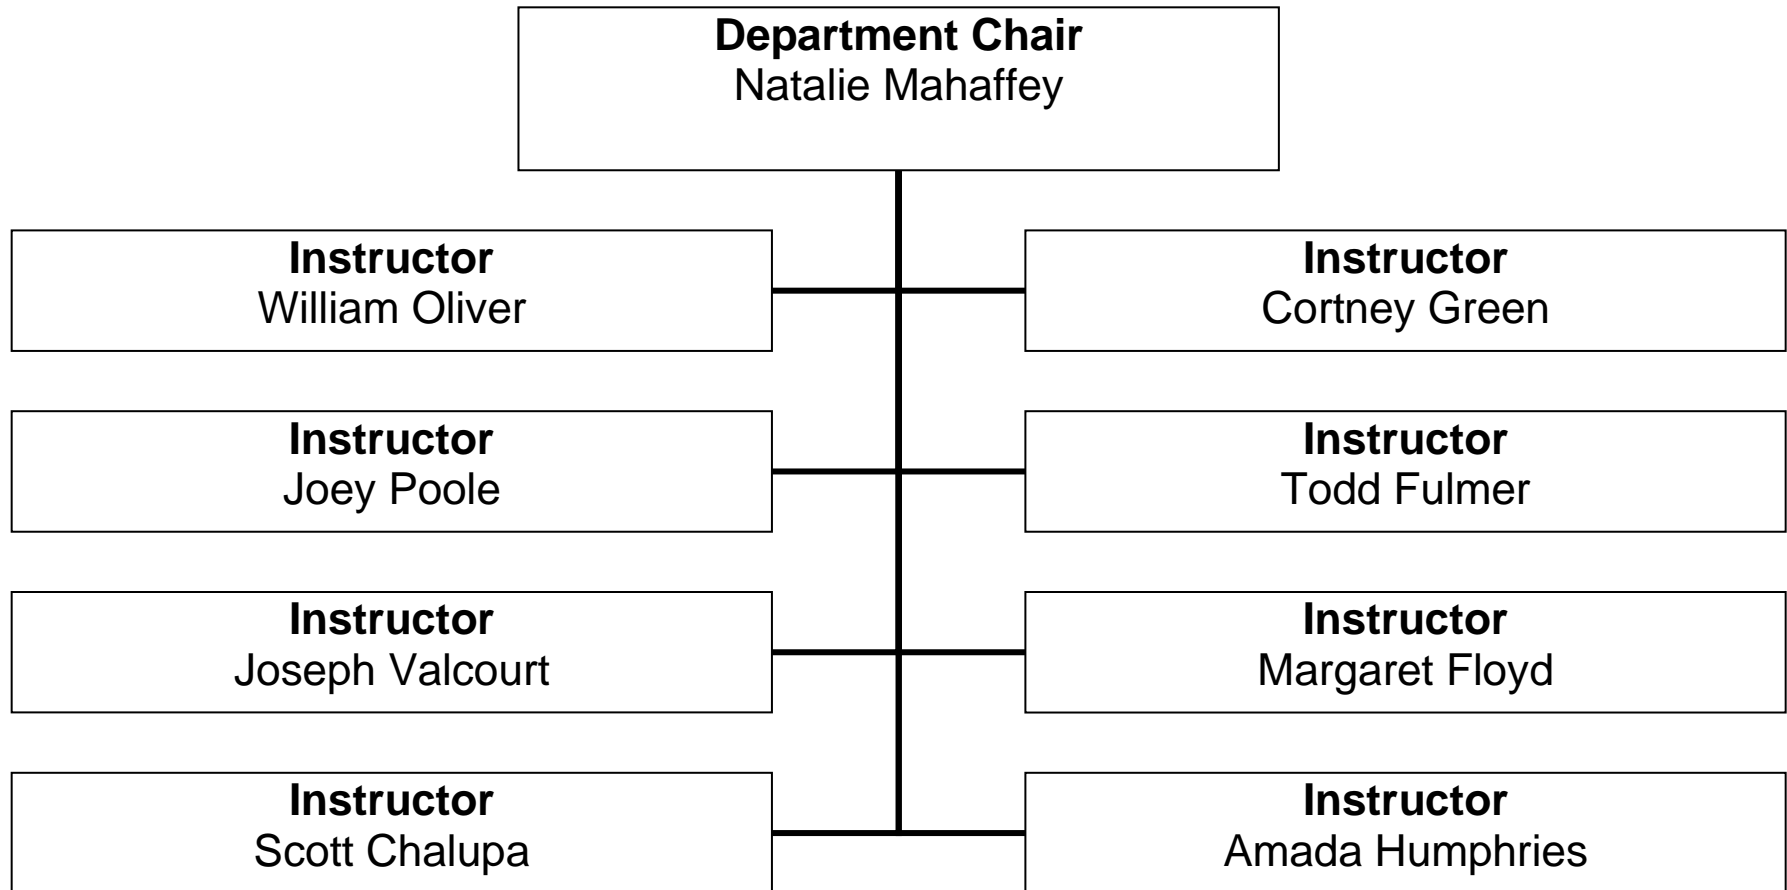 Department Chair
Natalie Mahaffey
Instructor
William Oliver
Instructor
Cortney Green
Instructor
Joey Poole
Instructor
Todd Fulmer
Instructor
Joseph Valcourt
Instructor
Margaret Floyd
Instructor
Scott Chalupa
Instructor
Amada Humphries